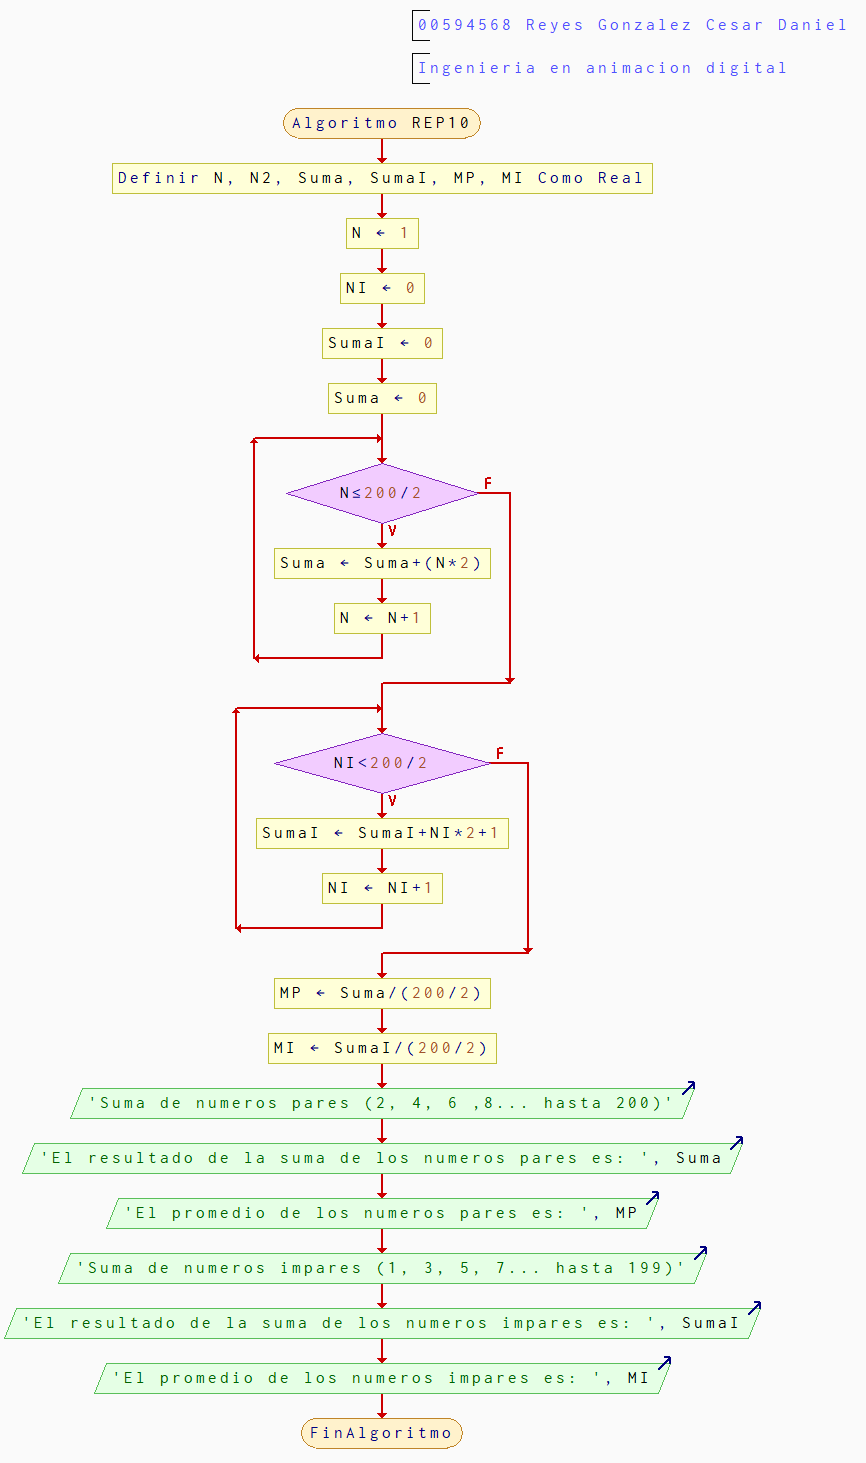 00594568 Reyes Gonzalez Cesar Daniel
Ingenieria en animacion digital
Algoritmo REP10
Definir N, N2, Suma, SumaI, MP, MI Como Real
N ← 1
NI ← 0
SumaI ← 0
Suma ← 0
N≤200/2
F
V
Suma ← Suma+(N*2)
N ← N+1
NI<200/2
F
V
SumaI ← SumaI+NI*2+1
NI ← NI+1
MP ← Suma/(200/2)
MI ← SumaI/(200/2)
'Suma de numeros pares (2, 4, 6 ,8... hasta 200)'
'El resultado de la suma de los numeros pares es: ', Suma
'El promedio de los numeros pares es: ', MP
'Suma de numeros impares (1, 3, 5, 7... hasta 199)'
'El resultado de la suma de los numeros impares es: ', SumaI
'El promedio de los numeros impares es: ', MI
FinAlgoritmo